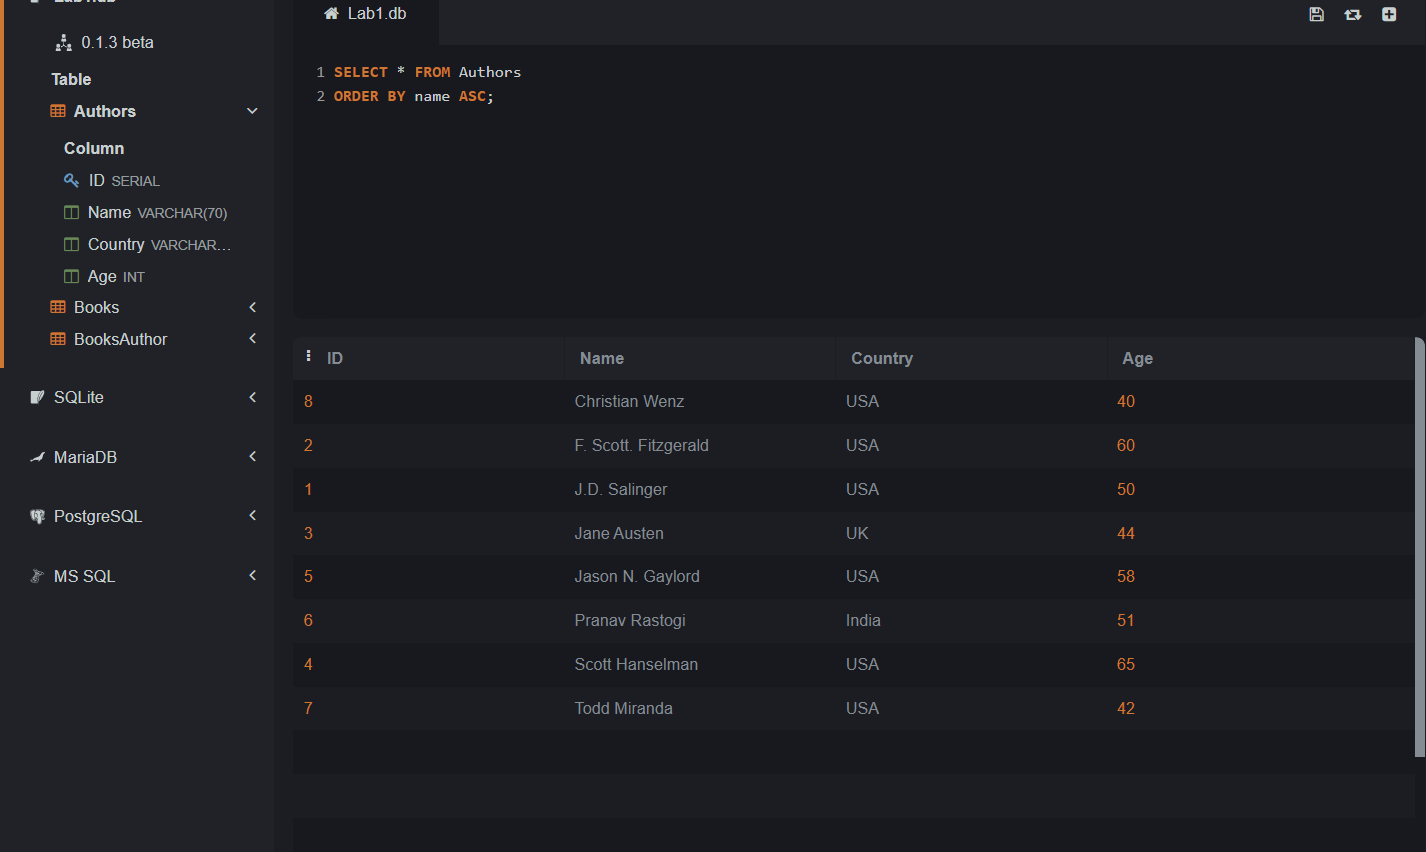 0.1.3 beta
Table
Authors
Column
ID SERIAL
Name VARCHAR(70)
Country VARCHAR...
Age INT
Books
BooksAuthor
SQLite
MariaDB
PostgreSQL
MS SQL
Lab1.db
1 SELECT * FROM Authors
2 ORDER BY name ASC;
ID Name Country Age
8 Christian Wenz USA 40
2 F. Scott. Fitzgerald USA 60
1 J.D. Salinger USA 50
3 Jane Austen UK 44
5 Jason N. Gaylord USA 58
6 Pranav Rastogi India 51
4 Scott Hanselman USA 65
7 Todd Miranda USA 42